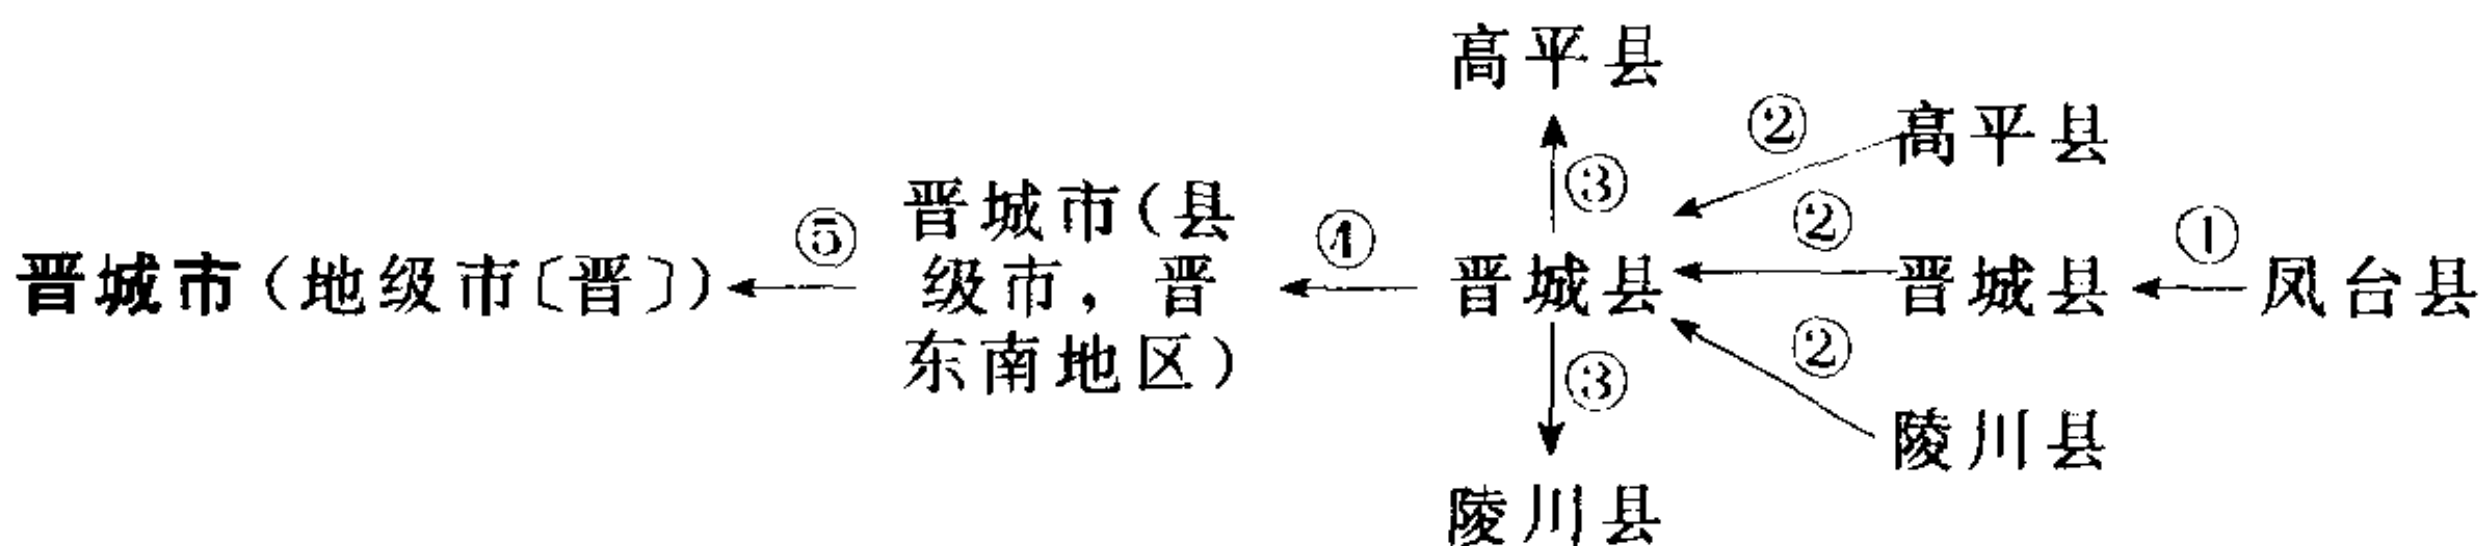 高平县
② 高平县
③
晋城市（县 ②
⑤ ④ ①
晋城市（地级市〔晋〕） 级市，晋 晋城县 晋城县 凤台县
东南地区） ②
③
陵川县
陵川县